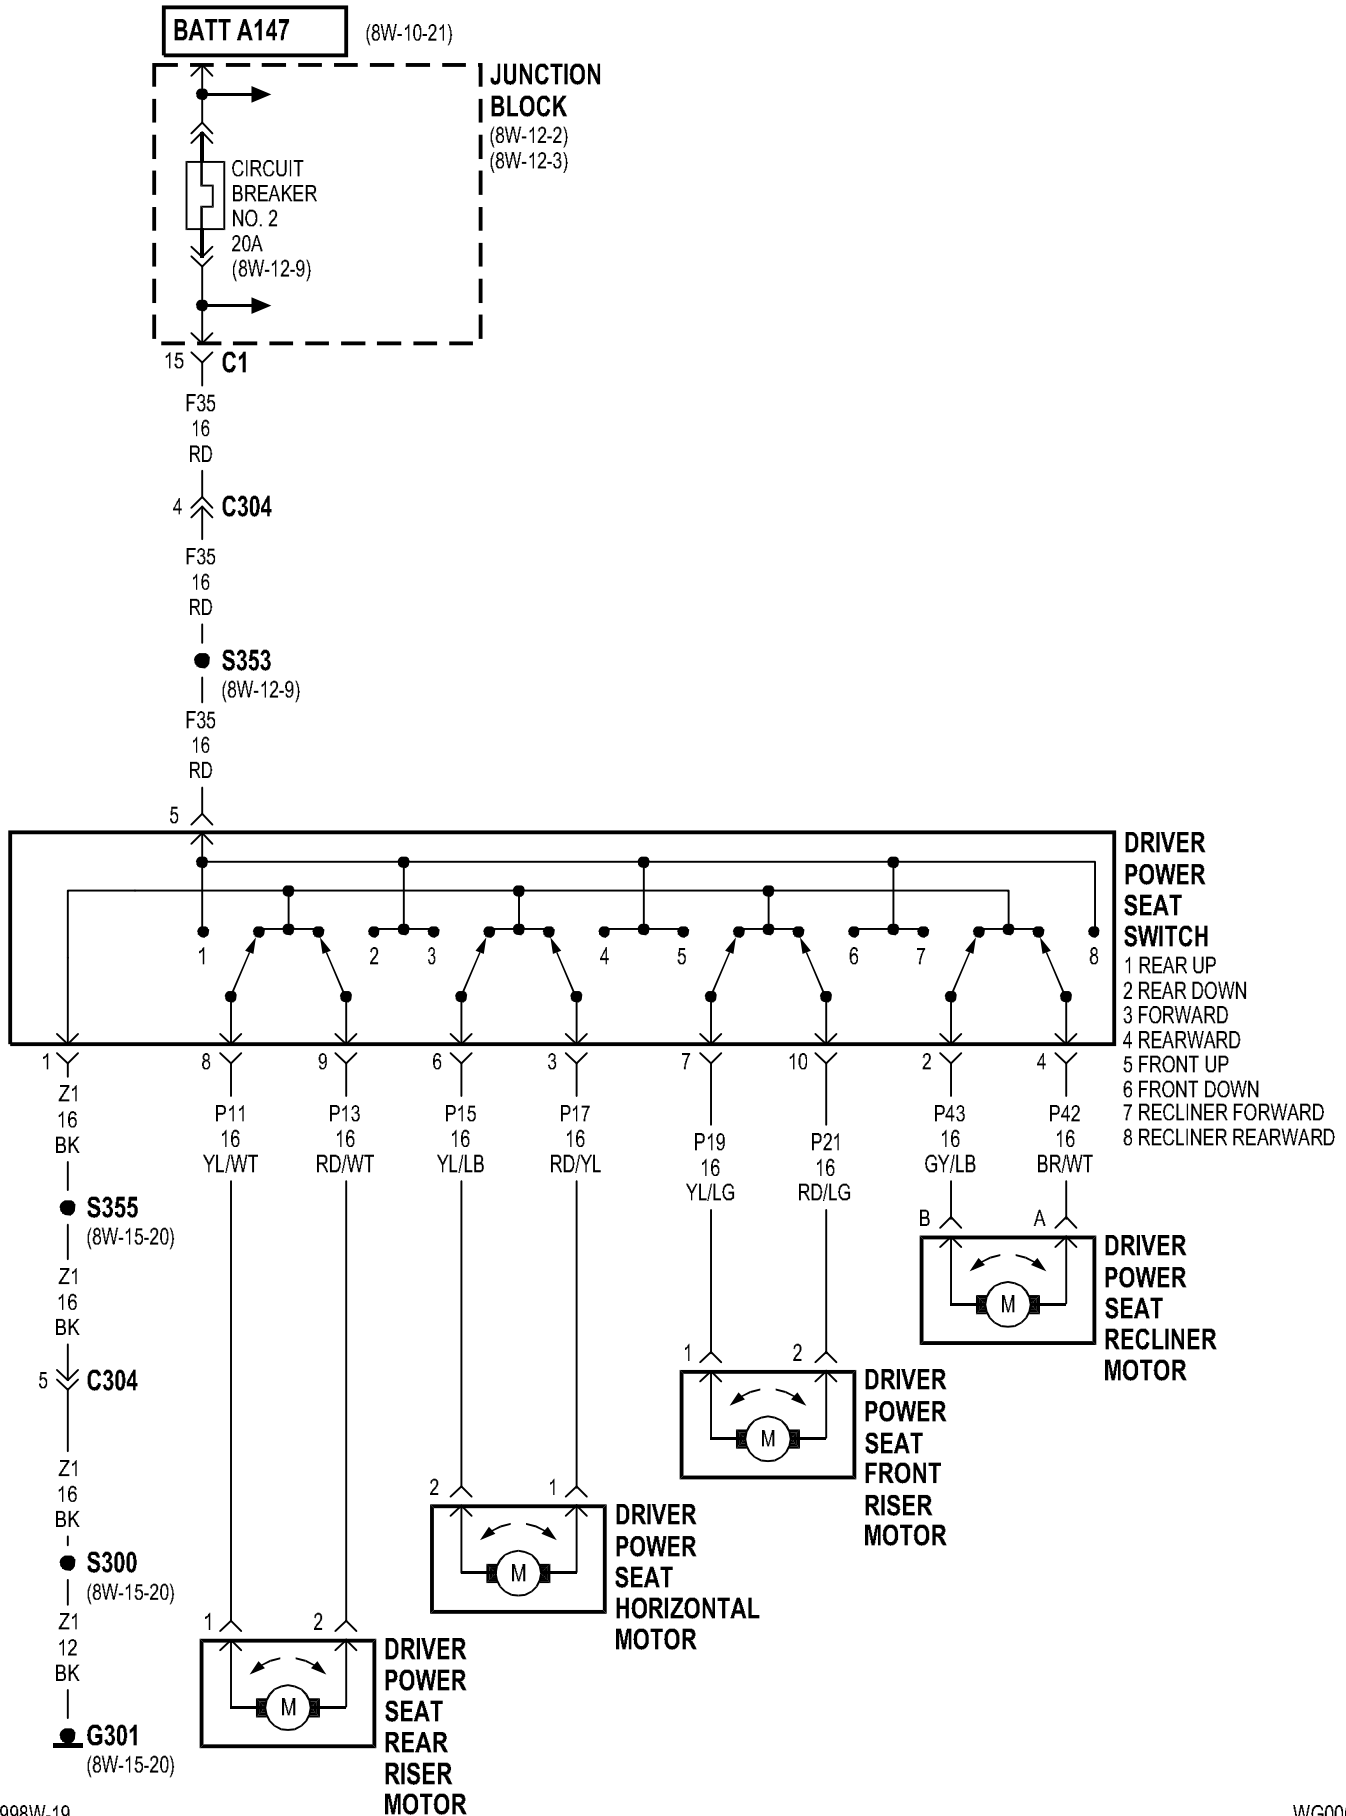 BATT A147
(8W-10-21)
JUNCTION
BLOCK
(8W-12-2)
(8W-12-3)
CIRCUIT
BREAKER
NO. 2
20A
(8W-12-9)
15 C1
F35
16
RD
4 C304
F35
16
RD
S353
(8W-12-9)
F35
16
RD
5
DRIVER
POWER
SEAT
SWITCH
1 REAR UP
2 REAR DOWN
3 FORWARD
4 REARWARD
5 FRONT UP
6 FRONT DOWN
7 RECLINER FORWARD
8 RECLINER REARWARD
1 2 3 4 5 6 7 8
1 8 9 6 3 7 10 2 4
Z1
16
BK
S355
(8W-15-20)
Z1
16
BK
5 C304
Z1
16
BK
S300
(8W-15-20)
Z1
12
BK
G301
(8W-15-20)
P11
16
YL/WT
P13
16
RD/WT
1 2
M
DRIVER
POWER
SEAT
REAR
RISER
MOTOR
P15
16
YL/LB
P17
16
RD/YL
2 1
M
DRIVER
POWER
SEAT
HORIZONTAL
MOTOR
P19
16
YL/LG
P21
16
RD/LG
1 2
M
DRIVER
POWER
SEAT
FRONT
RISER
MOTOR
P43
16
GY/LB
P42
16
BR/WT
B A
M
DRIVER
POWER
SEAT
RECLINER
MOTOR